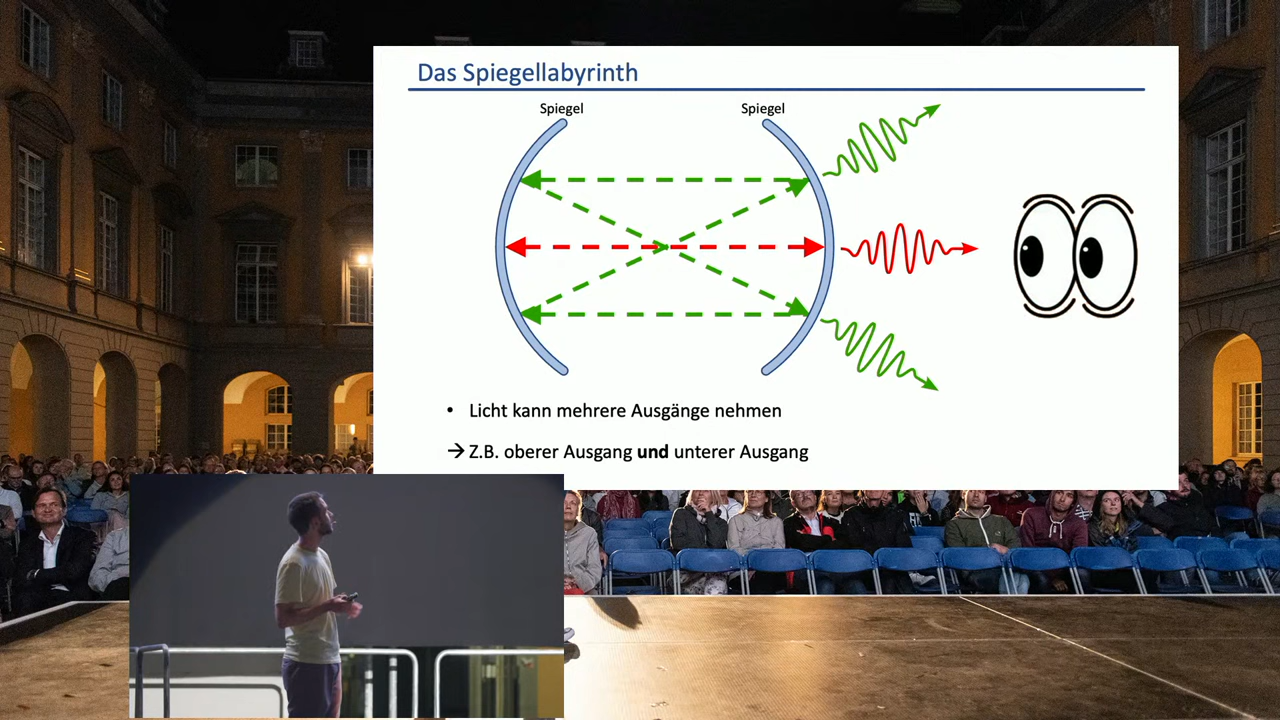 Das Spiegellabyrinth
Spiegel
Spiegel
• Licht kann mehrere Ausgänge nehmen
→ Z.B. oberer Ausgang und unterer Ausgang